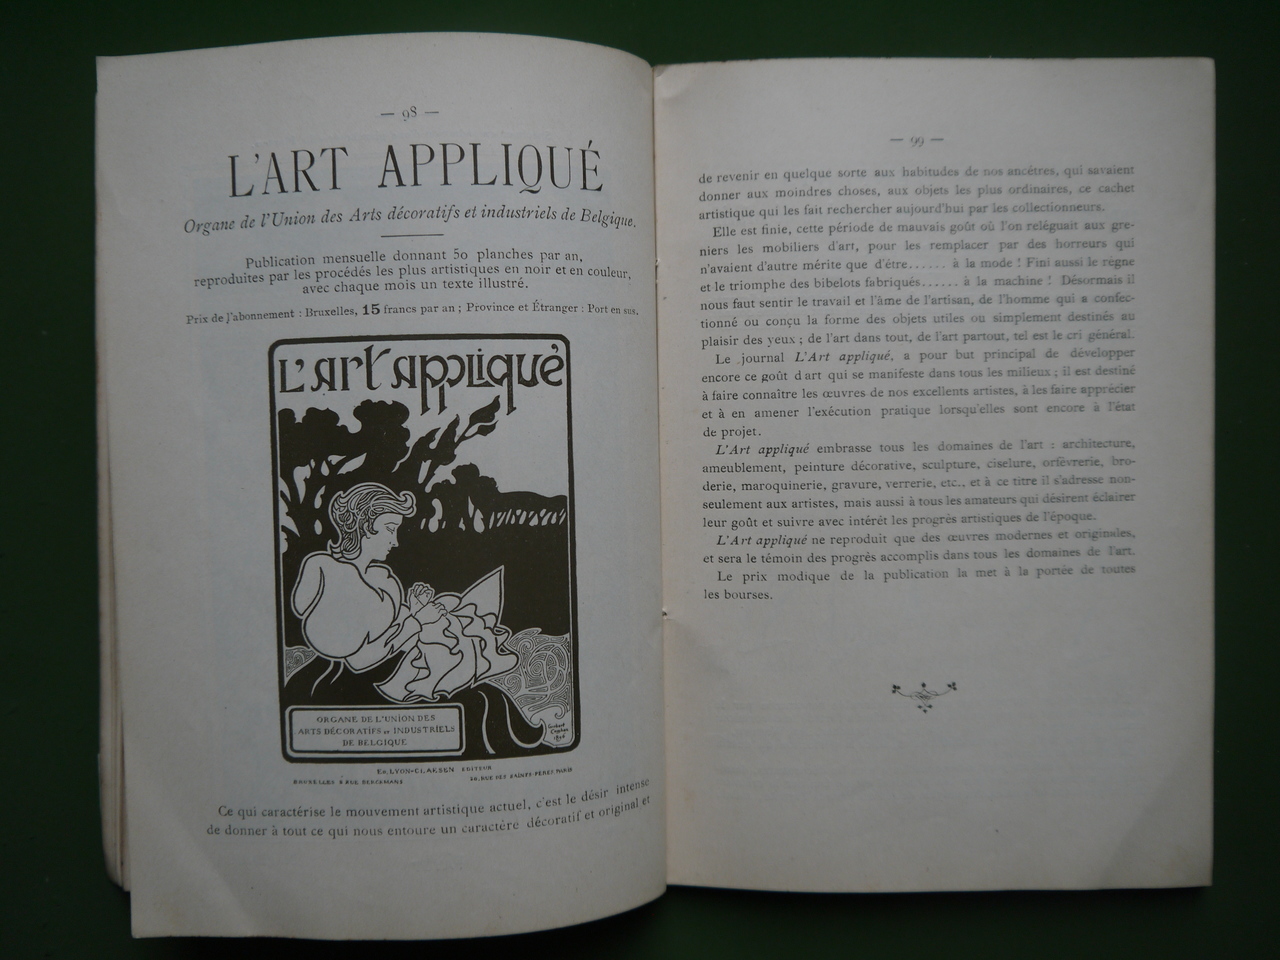 — 98 —
L'ART APPLIQUÉ
Organe de l'Union des Arts décoratifs et industriels de Belgique.
Publication mensuelle donnant 50 planches par an,
reproduites par les procédés les plus artistiques en noir et en couleur,
avec chaque mois un texte illustré.
Prix de l'abonnement : Bruxelles, 15 francs par an ; Province et Étranger : Port en sus.
L'art appliqué
ORGANE DE L'UNION DES
ARTS DÉCORATIFS ET INDUSTRIELS
DE BELGIQUE
1896
ED. LYON-CLAESEN EDITEUR
BRUXELLES 8 RUE BERCKMANS
RUE DES SAINTS PÈRES PARIS
Ce qui caractérise le mouvement artistique actuel, c'est le désir intense
de donner à tout ce qui nous entoure un caractère décoratif et original et
— 99 —
de revenir en quelque sorte aux habitudes de nos ancêtres, qui savaient
donner aux moindres choses, aux objets les plus ordinaires, ce cachet
artistique qui les fait rechercher aujourd'hui par les collectionneurs.
Elle est finie, cette période de mauvais goût où l'on reléguait aux gre-
niers les mobiliers d'art, pour les remplacer par des horreurs qui
n'avaient d'autre mérite que d'être...... à la mode ! Fini aussi le règne
et le triomphe des bibelots fabriqués...... à la machine ! Désormais il
nous faut sentir le travail et l'âme de l'artisan, de l'homme qui a confec-
tionné ou conçu la forme des objets utiles ou simplement destinés au
plaisir des yeux ; de l'art dans tout, de l'art partout, tel est le cri général.
Le journal L'Art appliqué, a pour but principal de développer
encore ce goût d'art qui se manifeste dans tous les milieux ; il est destiné
à faire connaître les œuvres de nos excellents artistes, à les faire apprécier
et à en amener l'exécution pratique lorsqu'elles sont encore à l'état
de projet.
L'Art appliqué embrasse tous les domaines de l'art : architecture,
ameublement, peinture décorative, sculpture, ciselure, orfèvrerie, bro-
derie, maroquinerie, gravure, verrerie, etc., et à ce titre il s'adresse non-
seulement aux artistes, mais aussi à tous les amateurs qui désirent éclairer
leur goût et suivre avec intérêt les progrès artistiques de l'époque.
L'Art appliqué ne reproduit que des œuvres modernes et originales,
et sera le témoin des progrès accomplis dans tous les domaines de l'art.
Le prix modique de la publication la met à la portée de toutes
les bourses.